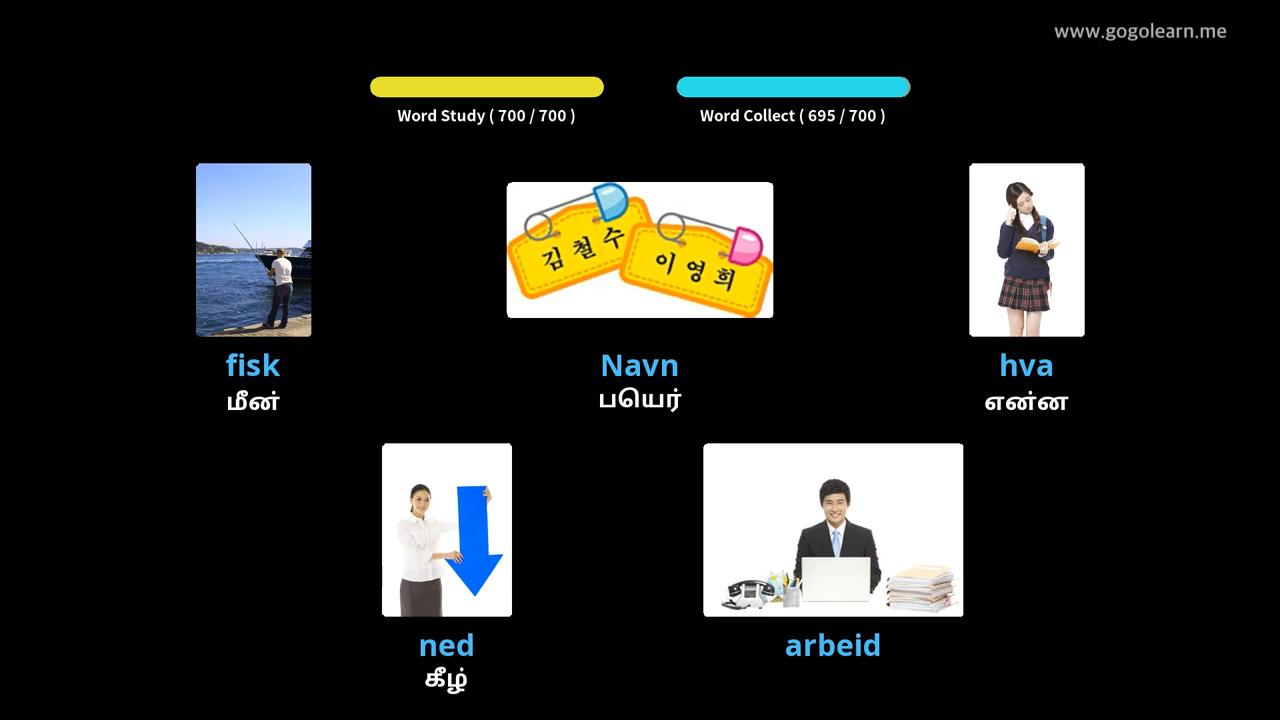 www.gogolearn.me
Word Study ( 700 / 700 )
Word Collect ( 695 / 700 )
김철수
이영희
fisk
மீன்
Navn
பயெர்
hva
என்ன
ned
கீழ்
arbeid